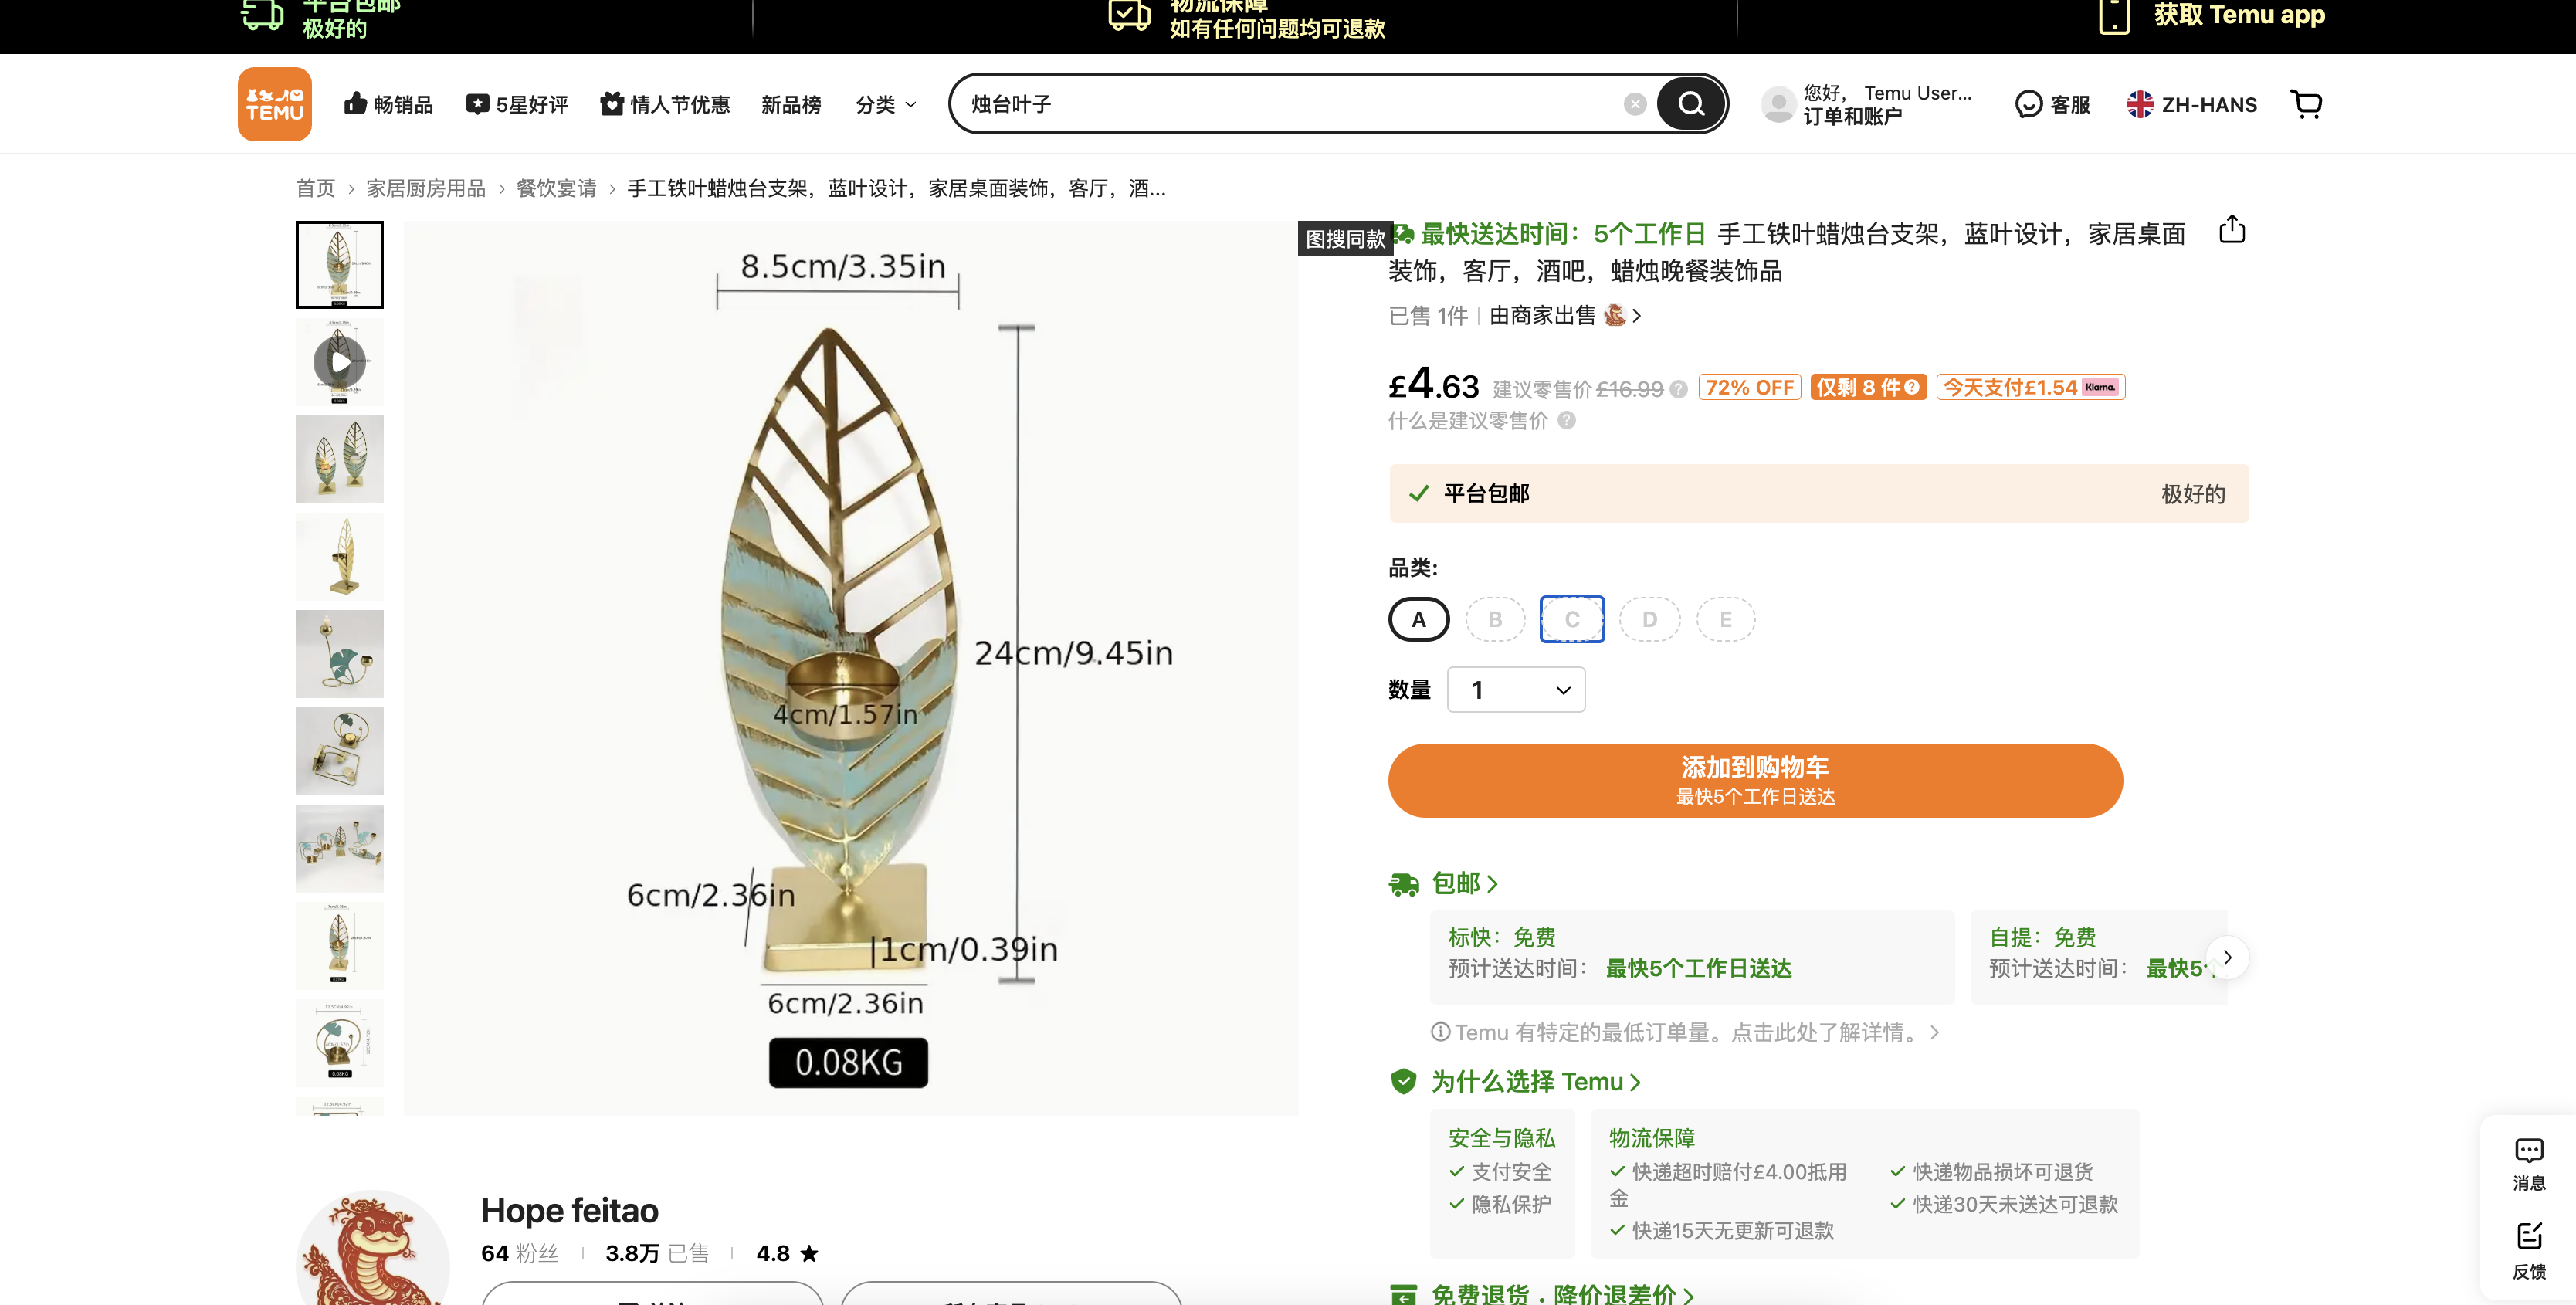 平台包邮
极好的
物流保障
如有任何问题均可退款
获取 Temu app
TEMU
畅销品
5星好评
情人节优惠
新品榜
分类
烛台叶子
您好， Temu User...
订单和账户
客服
ZH-HANS
首页 › 家居厨房用品 › 餐饮宴请 › 手工铁叶蜡烛台支架，蓝叶设计，家居桌面装饰，客厅，酒...
图搜同款
8.5cm/3.35in
24cm/9.45in
4cm/1.57in
6cm/2.36in
1cm/0.39in
6cm/2.36in
0.08KG
最快送达时间：5个工作日 手工铁叶蜡烛台支架，蓝叶设计，家居桌面
装饰，客厅，酒吧，蜡烛晚餐装饰品
已售 1件 | 由商家出售
£4.63 建议零售价 £16.99 72% OFF 仅剩 8 件 今天支付£1.54 Klarna.
什么是建议零售价
平台包邮
极好的
品类:
A B C D E
数量 1
添加到购物车
最快5个工作日送达
包邮
标快：免费
预计送达时间： 最快5个工作日送达
自提：免费
预计送达时间： 最快5
Temu 有特定的最低订单量。点击此处了解详情。
为什么选择 Temu
安全与隐私
支付安全
隐私保护
物流保障
快递超时赔付£4.00抵用
金
快递15天无更新可退款
快递物品损坏可退货
快递30天未送达可退款
免费退货 · 降价退差价
Hope feitao
64 粉丝 | 3.8万 已售 | 4.8 ★
消息
反馈